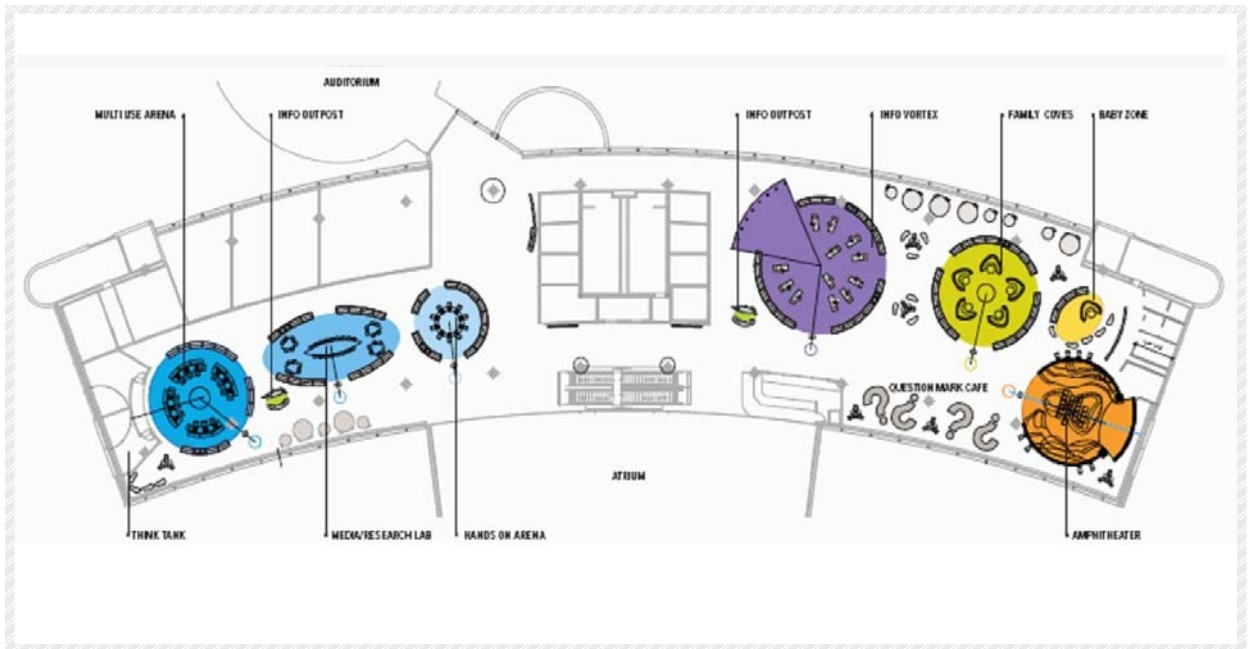 AUDITORIUM
MULTI USE ARENA
INFO OUTPOST
INFO OUTPOST
INFO VORTEX
FAMILY COVES
BABY ZONE
QUESTION MARK CAFE
ATRIUM
THINK TANK
MEDIA/RESEARCH LAB
HANDS ON ARENA
AMPHITHEATER